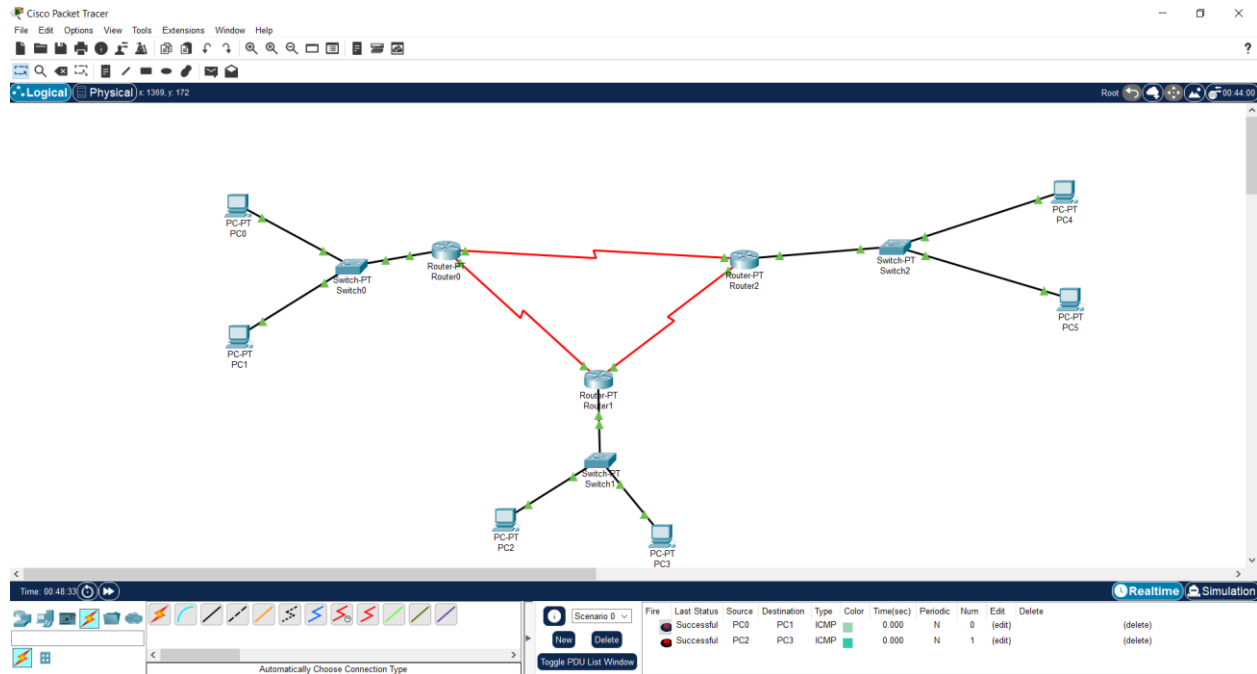 Cisco Packet Tracer
File Edit Options View Tools Extensions Window Help
?
Logical Physical x: 1369, y: 172
Root 00:44:00
PC-PT
PC0
PC-PT
PC1
Switch-PT
Switch0
Router-PT
Router0
Router-PT
Router2
Switch-PT
Switch2
PC-PT
PC4
PC-PT
PC5
Router-PT
Router1
Switch-PT
Switch1
PC-PT
PC2
PC-PT
PC3
Time: 00:48:33
Realtime Simulation
Automatically Choose Connection Type
Scenario 0
New Delete
Toggle PDU List Window
Fire Last Status Source Destination Type Color Time(sec) Periodic Num Edit Delete
Successful PC0 PC1 ICMP 0.000 N 0 (edit) (delete)
Successful PC2 PC3 ICMP 0.000 N 1 (edit) (delete)